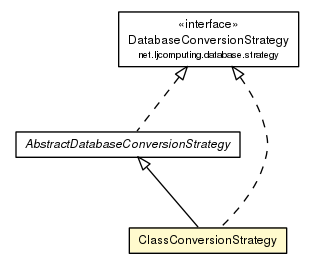 «interface»
DatabaseConversionStrategy
net.ljcomputing.database.strategy
AbstractDatabaseConversionStrategy
ClassConversionStrategy